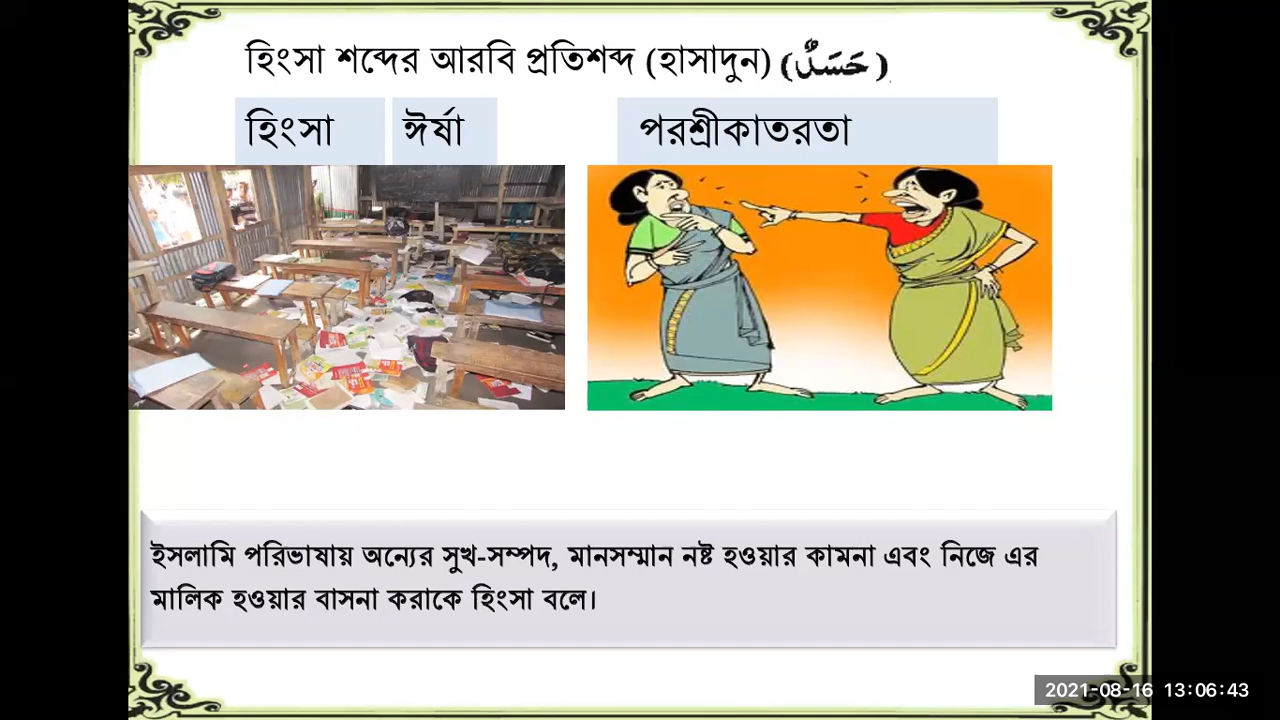 হিংসা শব্দের আরবি প্রতিশব্দ (হাসাদুন) (حَسَدٌ)
হিংসা ঈর্ষা পরশ্রীকাতরতা
ইসলামি পরিভাষায় অন্যের সুখ-সম্পদ, মানসম্মান নষ্ট হওয়ার কামনা এবং নিজে এর
মালিক হওয়ার বাসনা করাকে হিংসা বলে।
2021-08-16 13:06:43